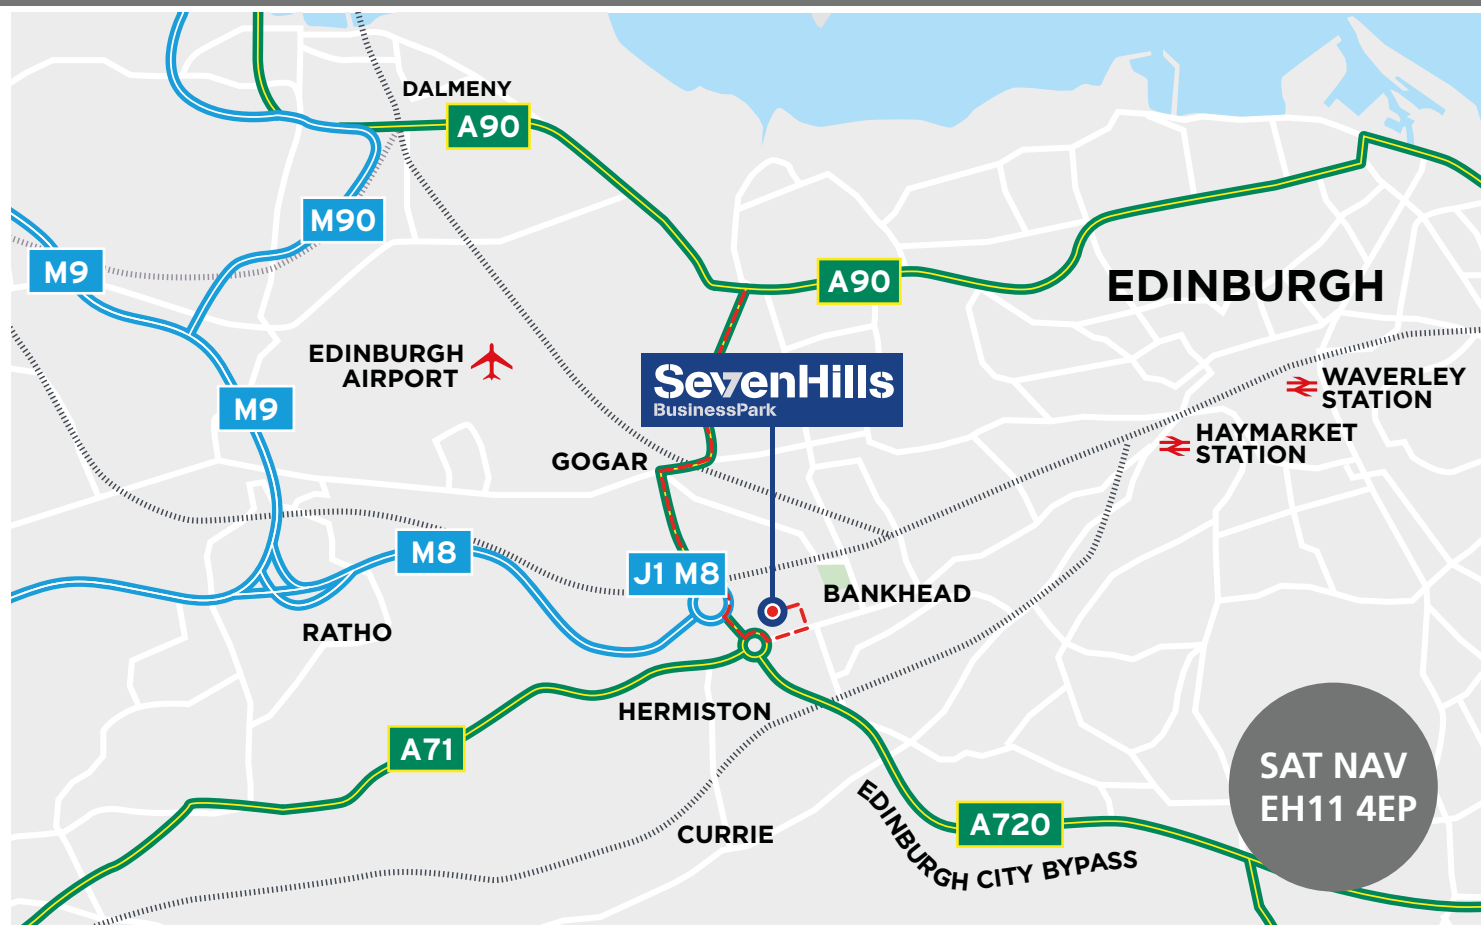 DALMENY
A90
M90
M9
A90
EDINBURGH
EDINBURGH
AIRPORT
SevenHills
BusinessPark
WAVERLEY
STATION
M9
HAYMARKET
STATION
GOGAR
M8
J1 M8
BANKHEAD
RATHO
HERMISTON
A71
SAT NAV
EH11 4EP
A720
CURRIE
EDINBURGH CITY BYPASS